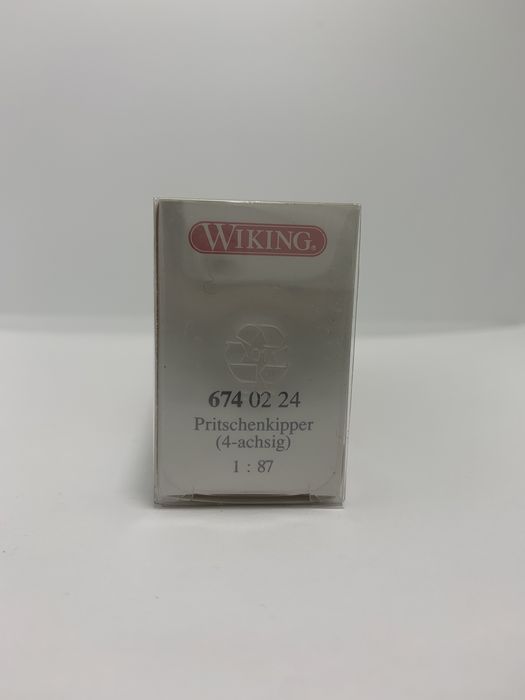 WIKING®
674 02 24
Pritschenkipper
(4-achsig)
1 : 87